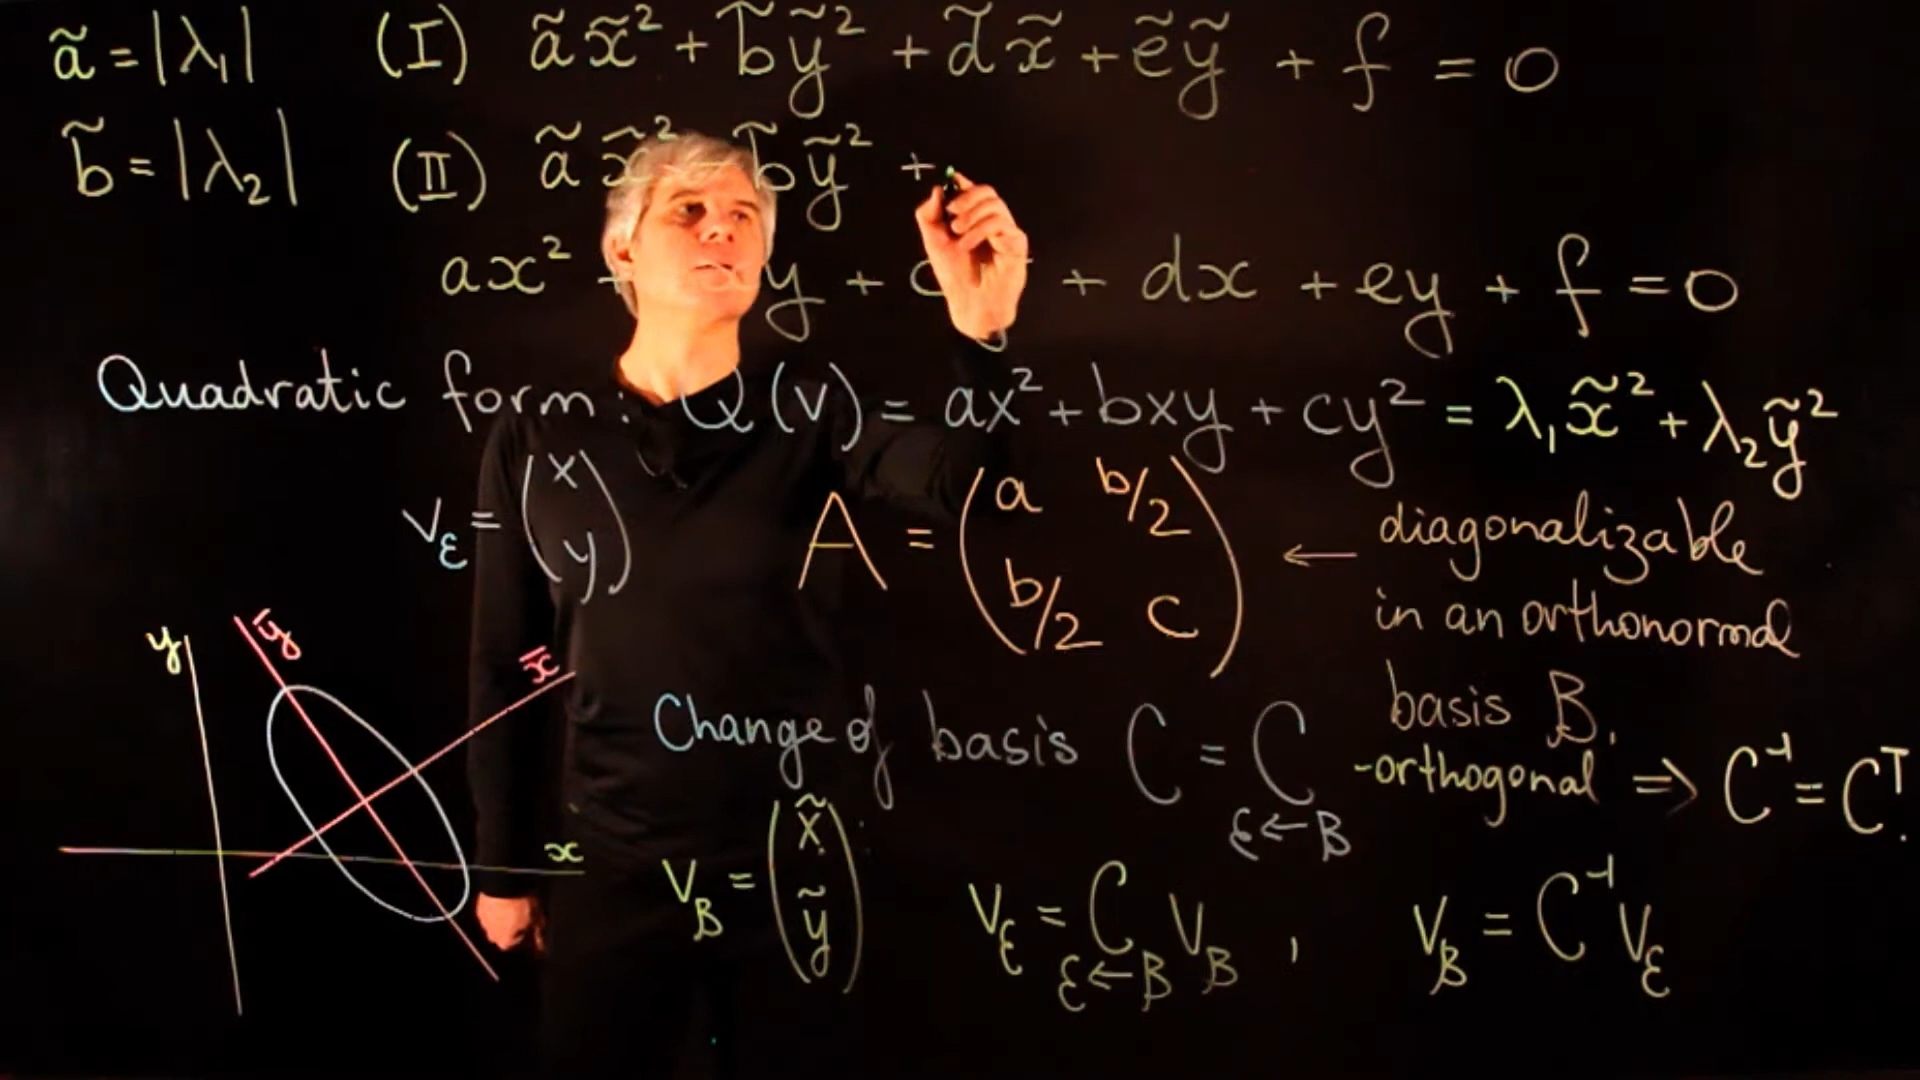 ã = |λ₁| (I) ãx̃² + b̃ỹ² + d̃x̃ + ẽỹ + f = 0
b̃ = |λ₂| (II) ãx̃² - b̃ỹ² +
ax² + y + c + dx + ey + f = 0
Quadratic form: Q(v) = ax² + bxy + cy² = λ₁x̃² + λ₂ỹ²
v_ε = (x y)
A = (a b/2 b/2 c) ← diagonalizable
in an orthonormal
basis B.
Change of basis C = C ε←B - orthogonal ⇒ C⁻¹ = Cᵀ.
y ỹ x̃ x
v_B = (x̃ ỹ) v_ε = C ε←B v_B , v_B = C⁻¹ v_ε